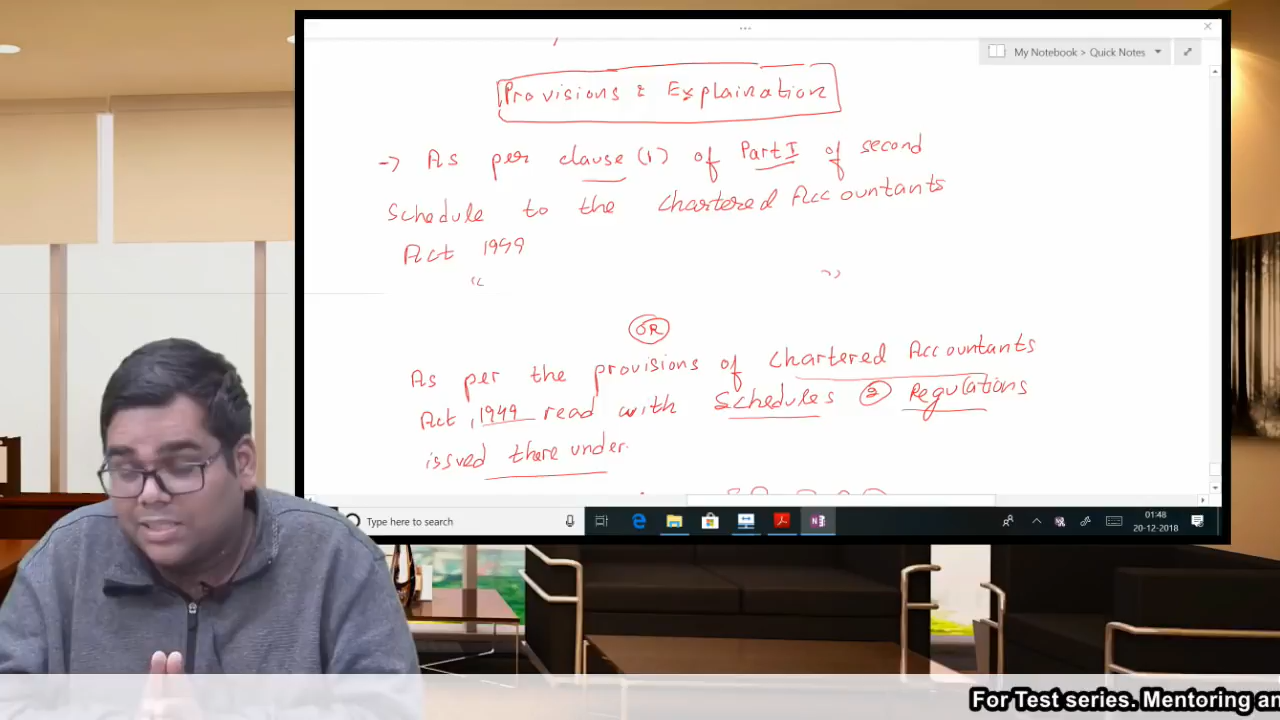 My Notebook > Quick Notes
Provisions & Explaination
-> As per clause (1) of Part I of second
Schedule to the Chartered Accountants
Act 1949
“ ”
OR
As per the provisions of Chartered Accountants
Act, 1949 read with Schedules & Regulations
issued there under.
Type here to search
01:48
20-12-2018
For Test series. Mentoring an